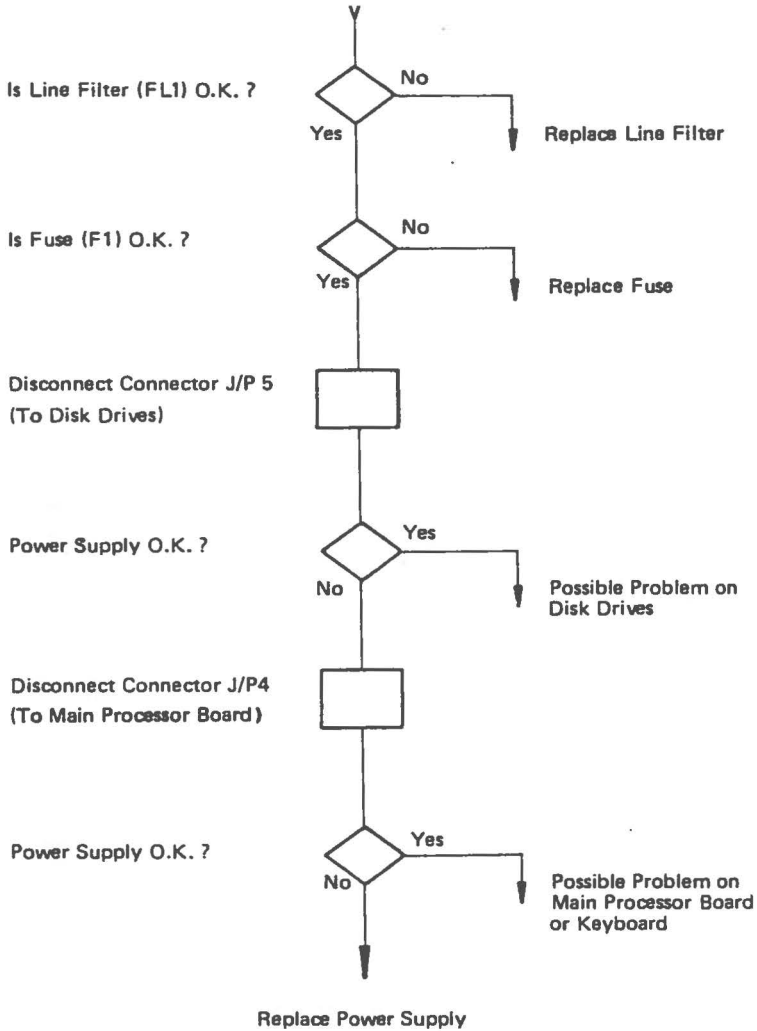 Is Line Filter (FL1) O.K. ?
No
Yes
Replace Line Filter
Is Fuse (F1) O.K. ?
No
Yes
Replace Fuse
Disconnect Connector J/P 5
(To Disk Drives)
Power Supply O.K. ?
Yes
No
Possible Problem on
Disk Drives
Disconnect Connector J/P4
(To Main Processor Board)
Power Supply O.K. ?
Yes
No
Possible Problem on
Main Processor Board
or Keyboard
Replace Power Supply